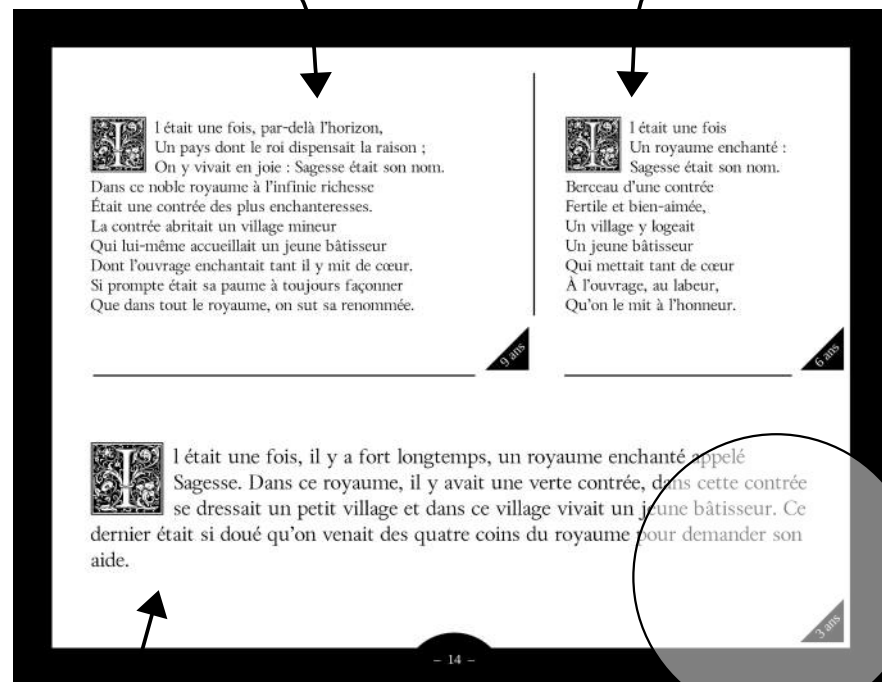 Il était une fois, par-delà l'horizon,
Un pays dont le roi dispensait la raison ;
On y vivait en joie : Sagesse était son nom.
Dans ce noble royaume à l'infinie richesse
Était une contrée des plus enchanteresses.
La contrée abritait un village mineur
Qui lui-même accueillait un jeune bâtisseur
Dont l'ouvrage enchantait tant il y mit de cœur.
Si prompte était sa paume à toujours façonner
Que dans tout le royaume, on sut sa renommée.
9 ans
Il était une fois
Un royaume enchanté :
Sagesse était son nom.
Berceau d'une contrée
Fertile et bien-aimée,
Un village y logeait
Un jeune bâtisseur
Qui mettait tant de cœur
À l'ouvrage, au labeur,
Qu'on le mit à l'honneur.
6 ans
Il était une fois, il y a fort longtemps, un royaume enchanté appelé
Sagesse. Dans ce royaume, il y avait une verte contrée, dans cette contrée
se dressait un petit village et dans ce village vivait un jeune bâtisseur. Ce
dernier était si doué qu'on venait des quatre coins du royaume pour demander son
aide.
3 ans
– 14 –